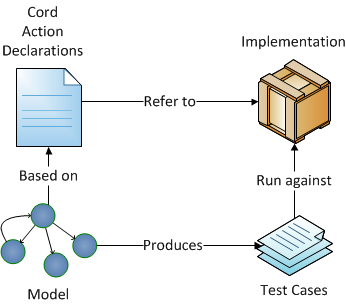 Cord
Action
Declarations
Implementation
Refer to
Based on
Run against
Produces
Model
Test Cases